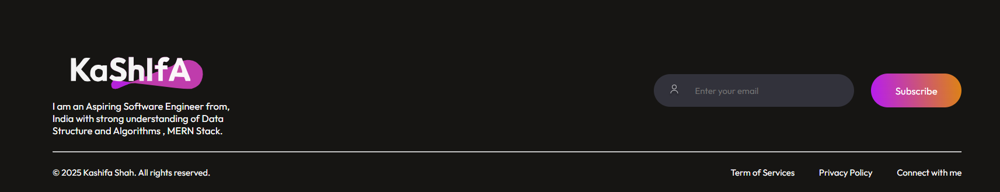 KaShIfA
I am an Aspiring Software Engineer from,
India with strong understanding of Data
Structure and Algorithms , MERN Stack.
Enter your email
Subscribe
© 2025 Kashifa Shah. All rights reserved.
Term of Services
Privacy Policy
Connect with me